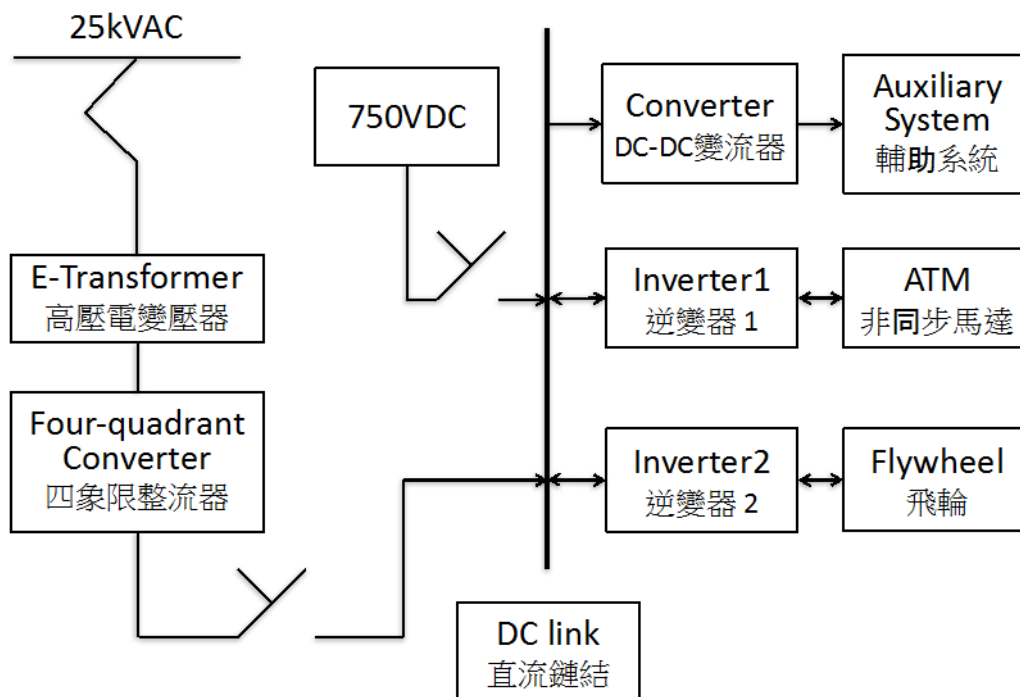 25kVAC
E-Transformer
高壓電變壓器
Four-quadrant
Converter
四象限整流器
750VDC
Converter
DC-DC變流器
Auxiliary
System
輔助系統
Inverter1
逆變器 1
ATM
非同步馬達
Inverter2
逆變器 2
Flywheel
飛輪
DC link
直流鏈結